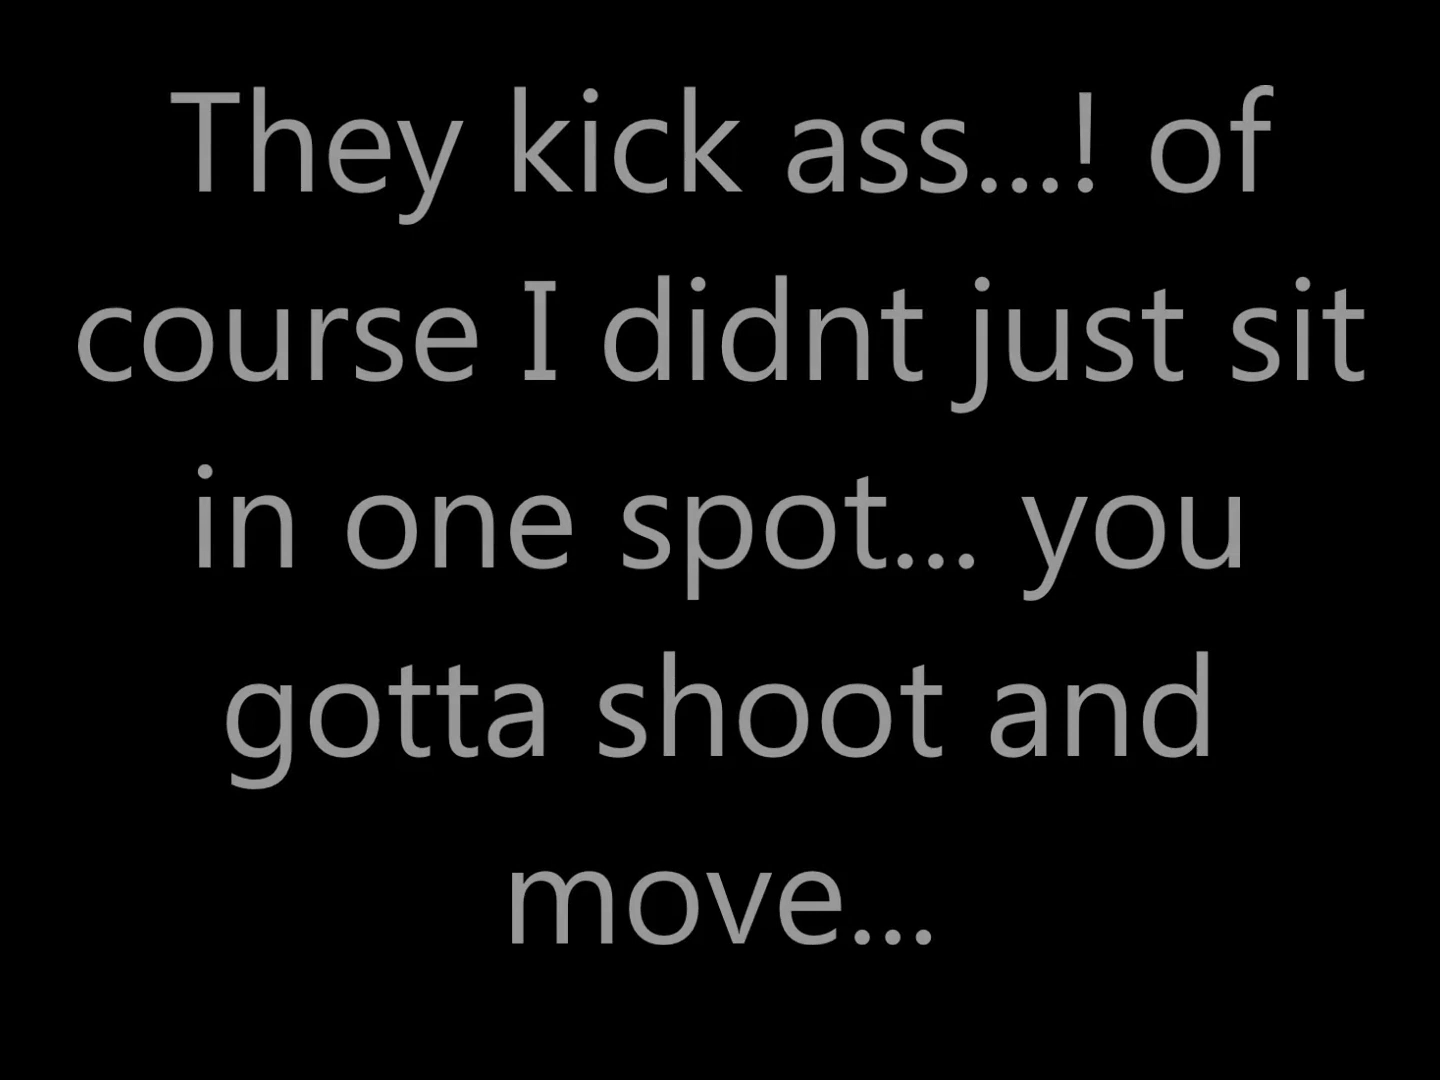 They kick ass...! of
course I didnt just sit
in one spot... you
gotta shoot and
move...